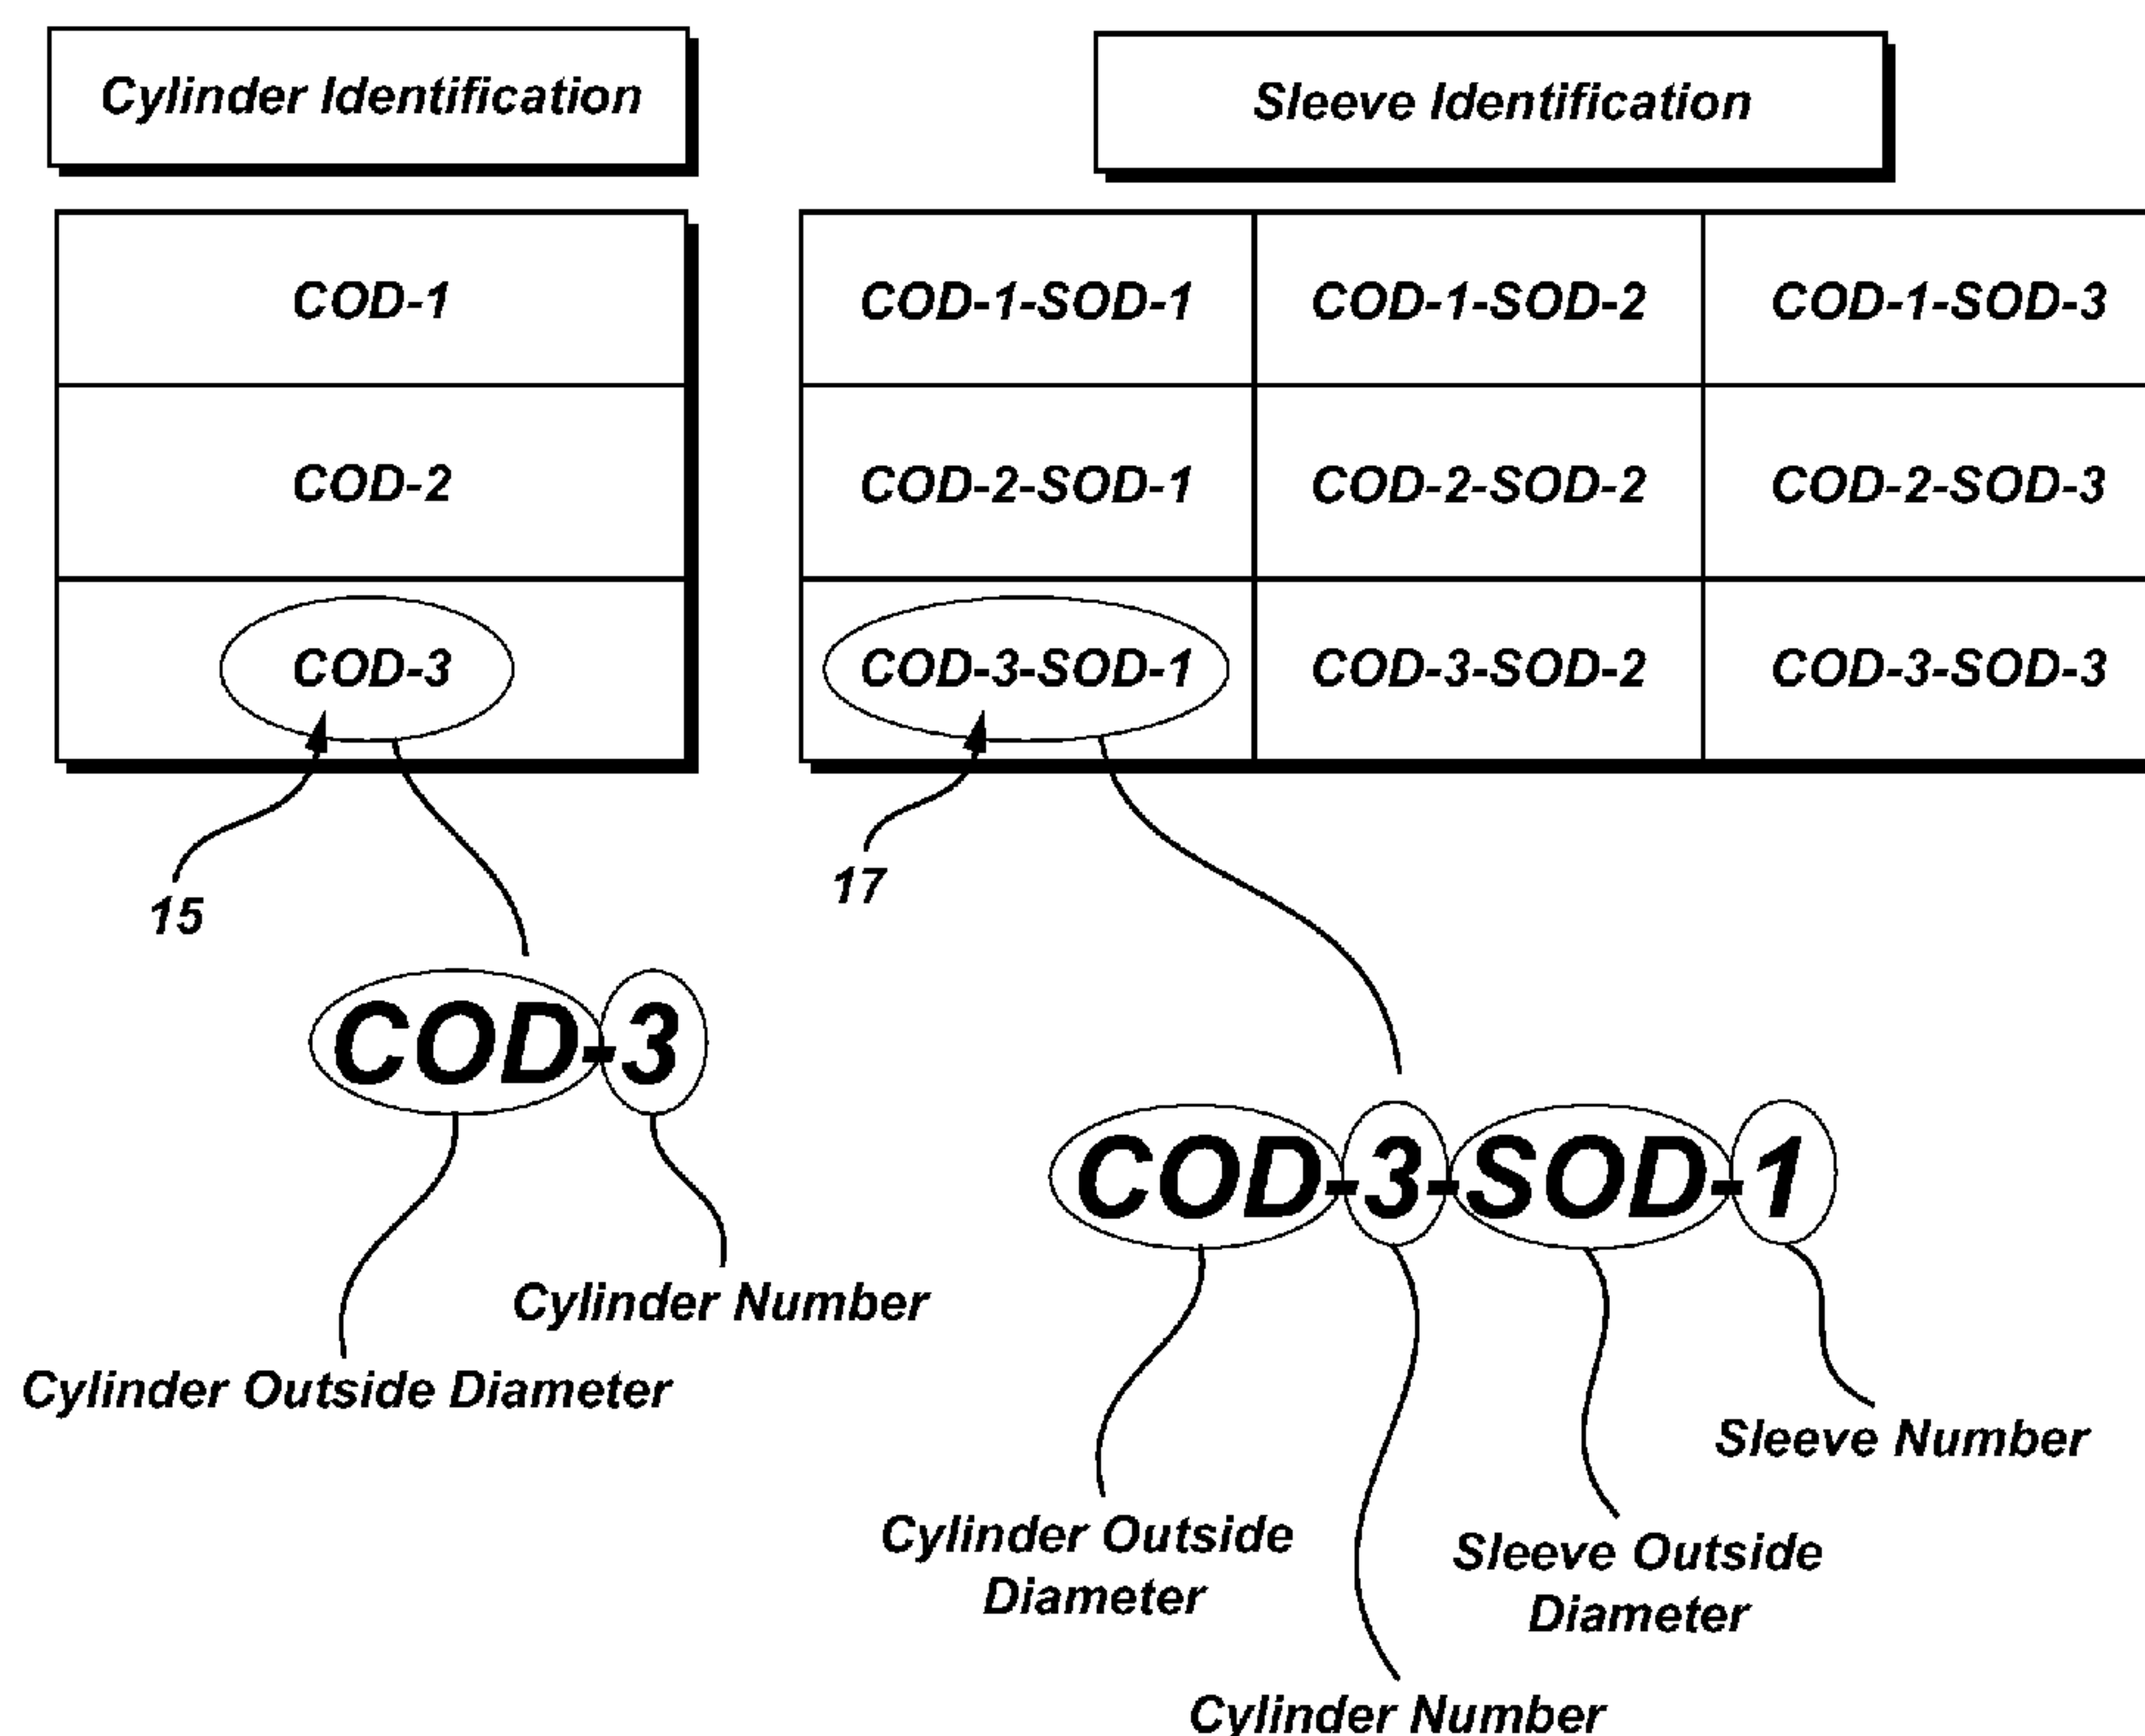 Cylinder Identification
Sleeve Identification
COD-1
COD-2
COD-3
COD-1-SOD-1 COD-1-SOD-2 COD-1-SOD-3
COD-2-SOD-1 COD-2-SOD-2 COD-2-SOD-3
COD-3-SOD-1 COD-3-SOD-2 COD-3-SOD-3
15
17
COD-3
Cylinder Number
Cylinder Outside Diameter
COD-3-SOD-1
Sleeve Number
Cylinder Outside
Diameter
Sleeve Outside
Diameter
Cylinder Number